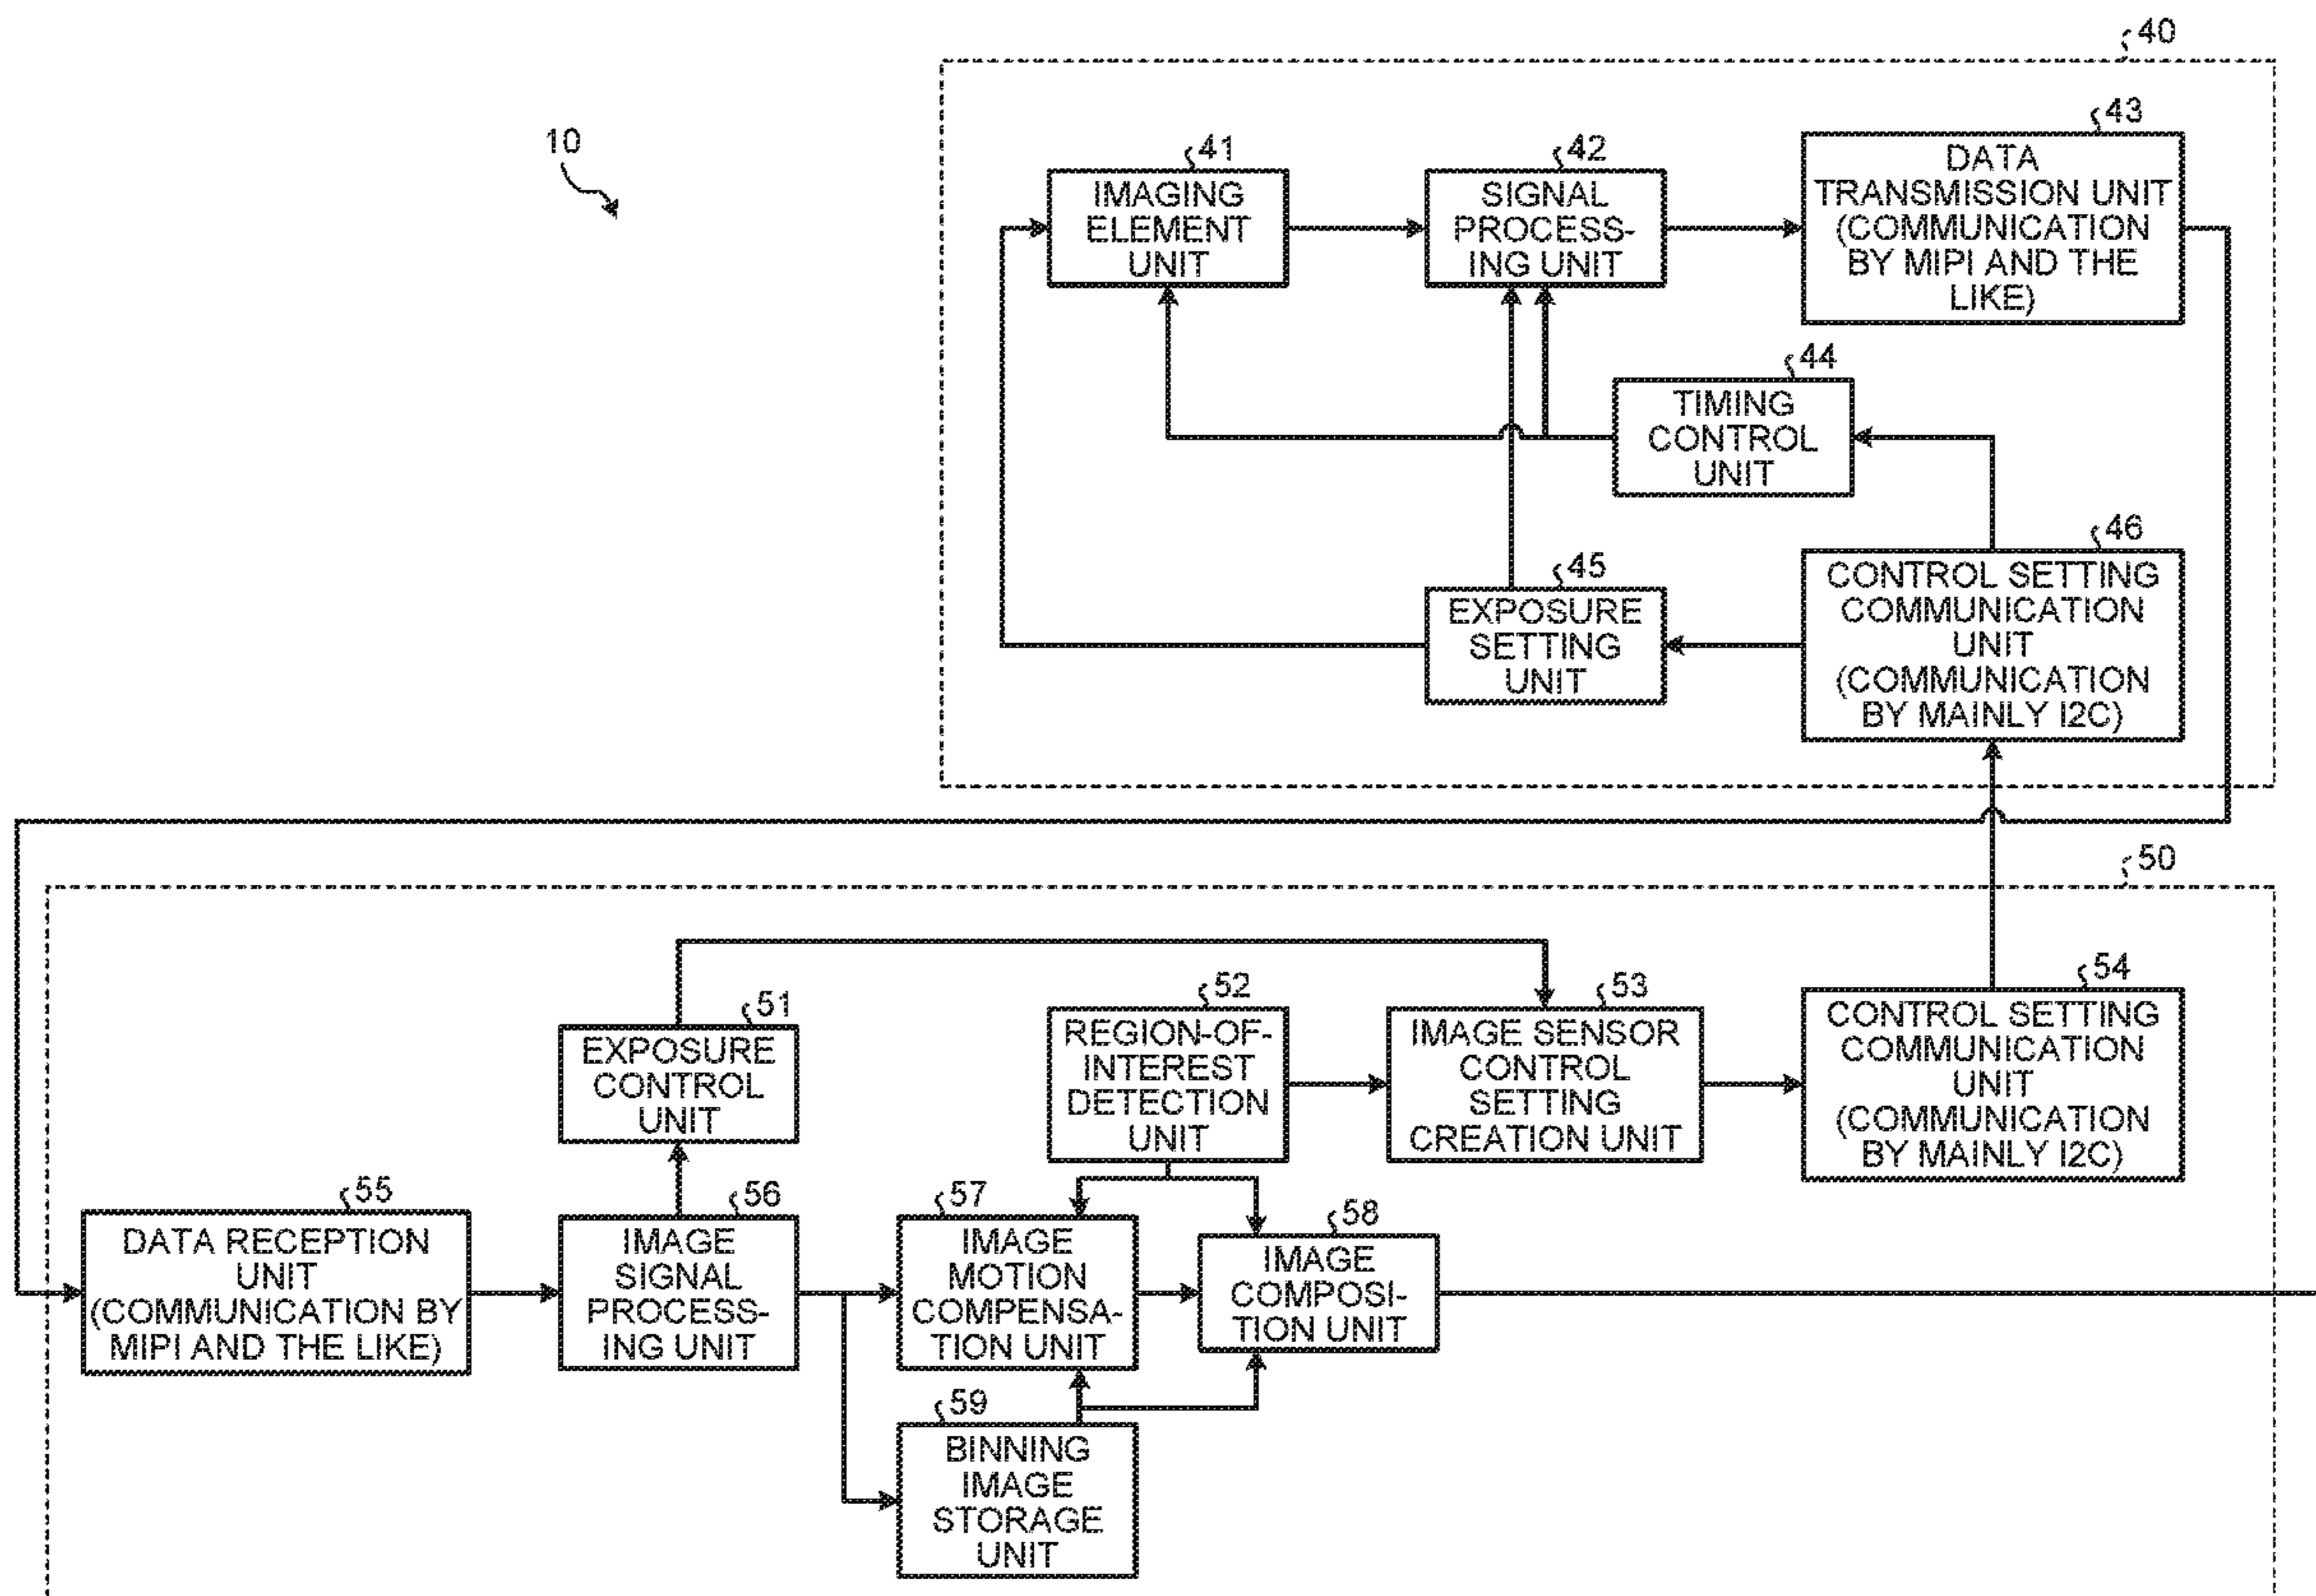 40
10
41
IMAGING
ELEMENT
UNIT
42
SIGNAL
PROCESS-
ING UNIT
43
DATA
TRANSMISSION UNIT
(COMMUNICATION
BY MIPI AND THE
LIKE)
44
TIMING
CONTROL
UNIT
45
EXPOSURE
SETTING
UNIT
46
CONTROL SETTING
COMMUNICATION
UNIT
(COMMUNICATION
BY MAINLY I2C)
50
51
EXPOSURE
CONTROL
UNIT
52
REGION-OF-
INTEREST
DETECTION
UNIT
53
IMAGE SENSOR
CONTROL
SETTING
CREATION UNIT
54
CONTROL SETTING
COMMUNICATION
UNIT
(COMMUNICATION
BY MAINLY I2C)
55
DATA RECEPTION
UNIT
(COMMUNICATION BY
MIPI AND THE LIKE)
56
IMAGE
SIGNAL
PROCESS-
ING UNIT
57
IMAGE
MOTION
COMPENSA-
TION UNIT
58
IMAGE
COMPOSI-
TION UNIT
59
BINNING
IMAGE
STORAGE
UNIT